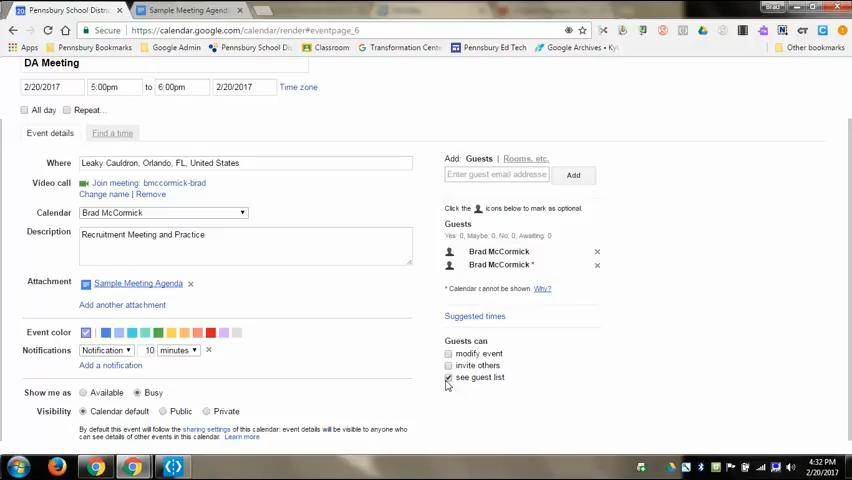 Brad
Pennsbury School Distric
Sample Meeting Agenda
Secure
https://calendar.google.com/calendar/render#eventpage_6
Apps
Pennsbury Bookmarks
Google Admin
Pennsbury School Di
Classroom
Transformation Center
Pennsbury Ed Tech
Google Archives • Kyl
Other bookmarks
DA Meeting
2/20/2017 5:00pm to 6:00pm 2/20/2017 Time zone
All day Repeat...
Event details Find a time
Where Leaky Cauldron, Orlando, FL, United States
Video call Join meeting: bmccormick-brad
Change name | Remove
Calendar Brad McCormick
Description Recruitment Meeting and Practice
Attachment Sample Meeting Agenda
Add another attachment
Event color
Notifications Notification 10 minutes
Add a notification
Show me as Available Busy
Visibility Calendar default Public Private
By default this event will follow the sharing settings of this calendar: event details will be visible to anyone who
can see details of other events in this calendar. Learn more
Add: Guests | Rooms, etc.
Enter guest email addresse Add
Click the icons below to mark as optional.
Guests
Yes: 0, Maybe: 0, No: 0, Awaiting: 0
Brad McCormick
Brad McCormick *
* Calendar cannot be shown. Why?
Suggested times
Guests can
modify event
invite others
see guest list
4:32 PM
2/20/2017